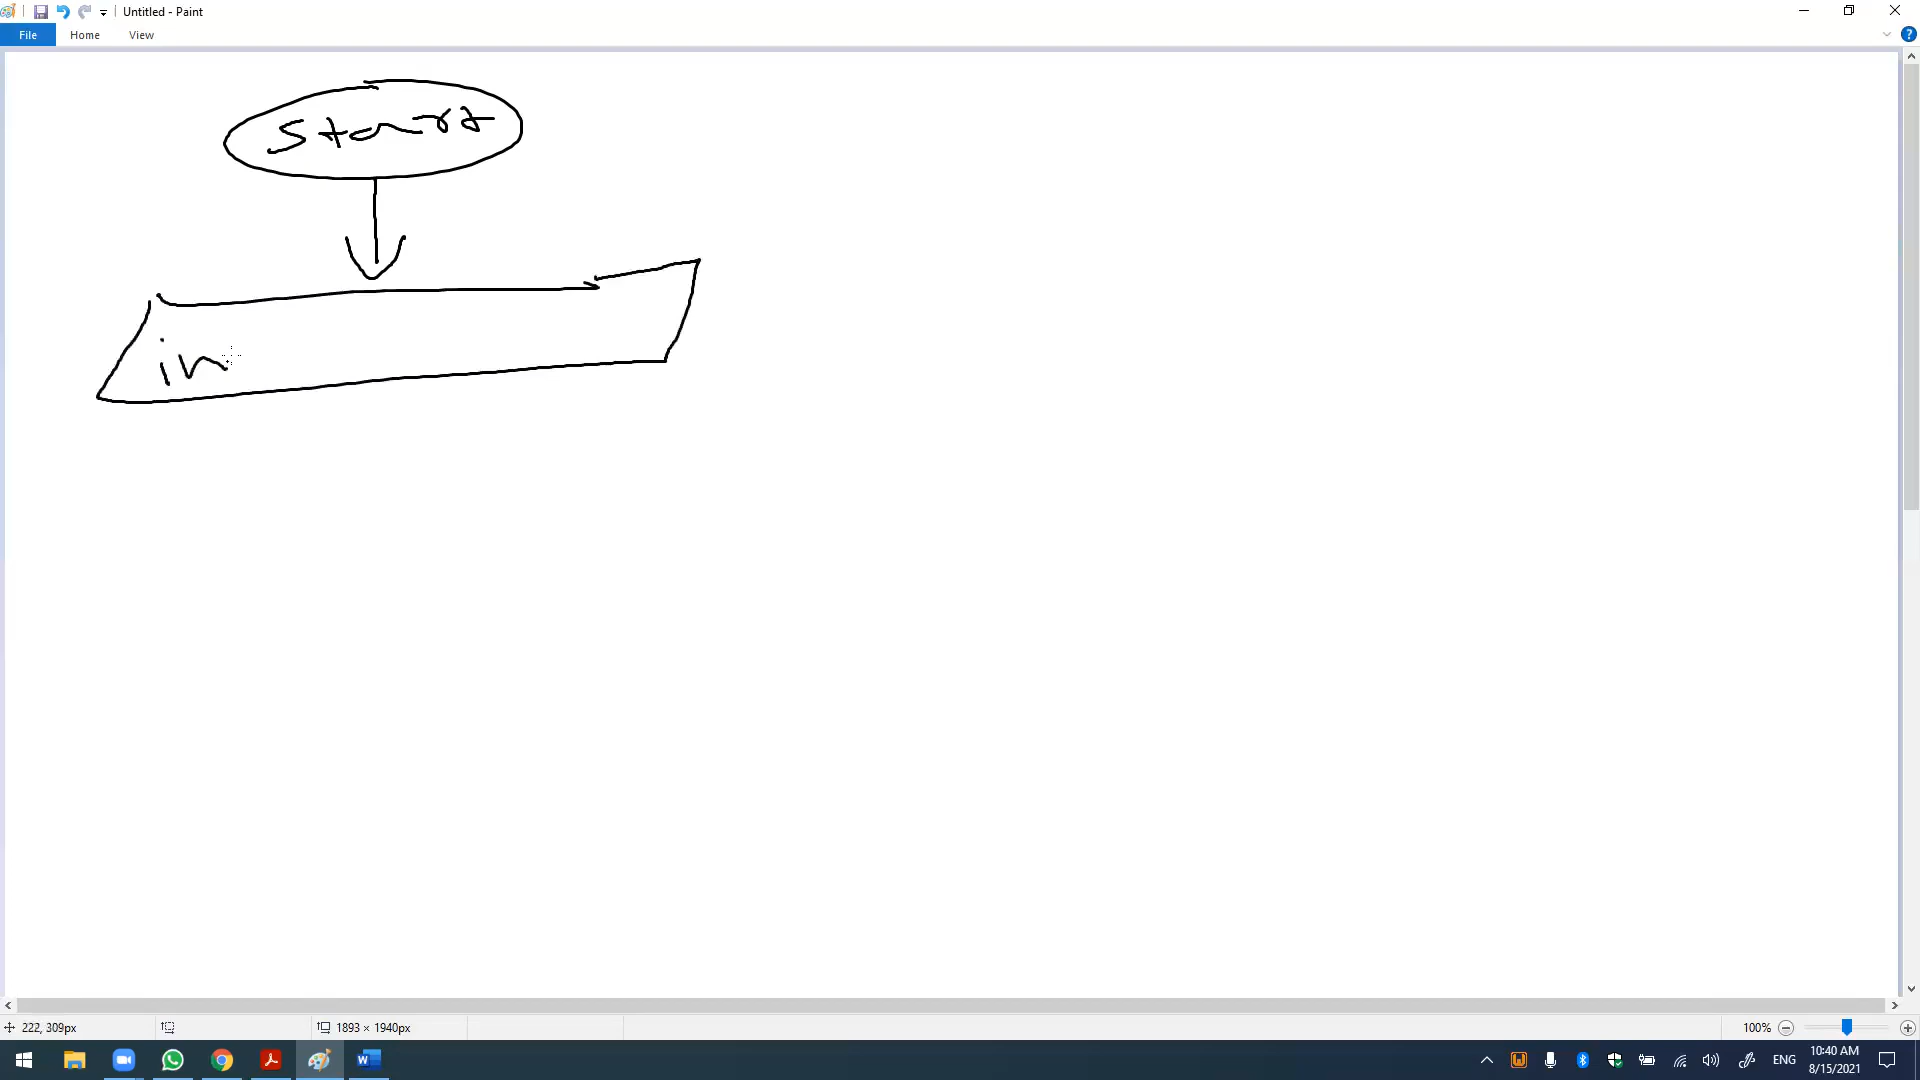 Untitled - Paint
File Home View
Start
in
222, 309px
1893 × 1940px
100%
ENG
10:40 AM
8/15/2021